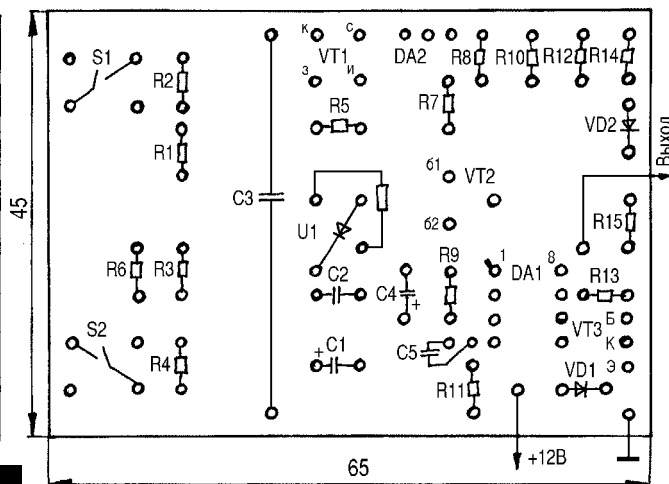 К С
S1 VT1 DA2 R8 R10 R12 R14
З И
R2
R5 R7
VD2
R1
Выход
б1
VT2
C3
45
U1 б2 R15
1 8
R6 R3 R9 DA1
C2 C4 + R13
Б
S2 VT3
К
+ C1 C5
R4 Э
VD1
R11
65 +12В